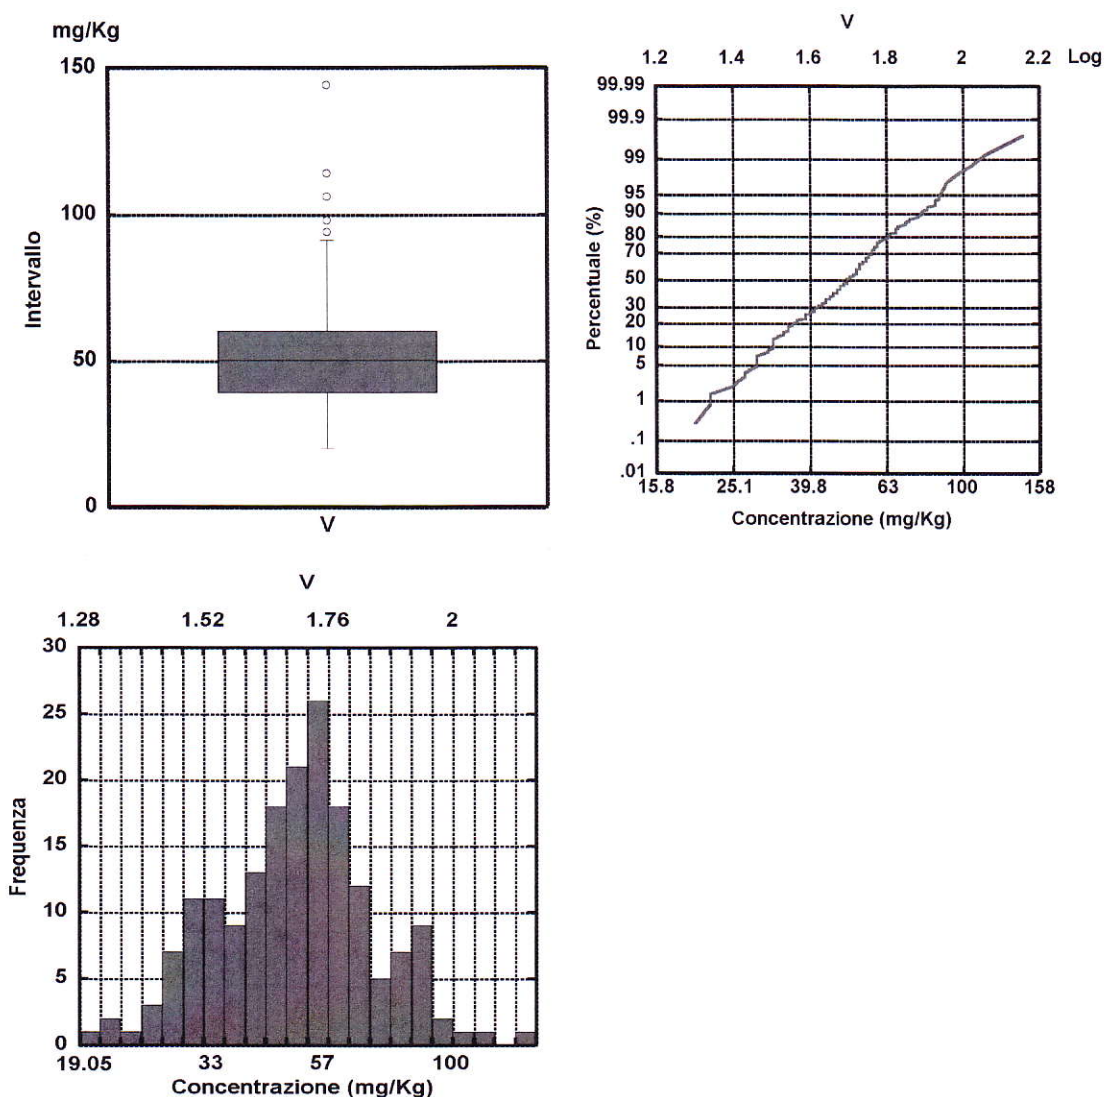 mg/Kg
150
100
50
0
Intervalo
V
V
1.2 1.4 1.6 1.8 2 2.2 Log
99.99
99.9
99
95
90
80
70
50
30
20
10
5
1
.1
.01
Percentuale (%)
15.8 25.1 39.8 63 100 158
Concentrazione (mg/Kg)
V
1.28 1.52 1.76 2
30
25
20
15
10
5
0
Frequenza
19.05 33 57 100
Concentrazione (mg/Kg)